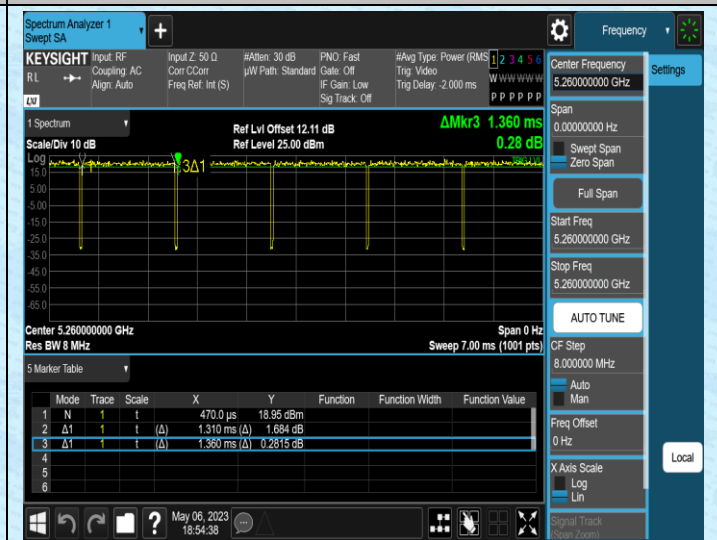 Spectrum Analyzer 1
Swept SA
+
Frequency
KEYSIGHT
RL
LXI
Input: RF
Coupling: AC
Align: Auto
Input Z: 50 Ω
Corr CCorr
Freq Ref: Int (S)
#Atten: 30 dB
µW Path: Standard
PNO: Fast
Gate: Off
IF Gain: Low
Sig Track: Off
#Avg Type: Power (RMS
Trig: Video
Trig Delay: -2.000 ms
1 2 3 4 5 6
W W W W W W
P P P P P P
Center Frequency
5.260000000 GHz
Settings
Span
0.00000000 Hz
Swept Span
Zero Span
Full Span
Start Freq
5.260000000 GHz
Stop Freq
5.260000000 GHz
AUTO TUNE
CF Step
8.000000 MHz
Auto
Man
Freq Offset
0 Hz
X Axis Scale
Log
Lin
Signal Track
(Span Zoom)
Local
1 Spectrum
Scale/Div 10 dB
Ref Lvl Offset 12.11 dB
Ref Level 25.00 dBm
ΔMkr3 1.360 ms
0.28 dB
Log
15.0
5.00
-5.00
-15.0
-25.0
-35.0
-45.0
-55.0
-65.0
1
3Δ1
TRIG LVL
Center 5.260000000 GHz
Res BW 8 MHz
Span 0 Hz
Sweep 7.00 ms (1001 pts)
5 Marker Table
Mode Trace Scale X Y Function Function Width Function Value
1 N 1 t 470.0 µs 18.95 dBm
2 Δ1 1 t (Δ) 1.310 ms (Δ) 1.684 dB
3 Δ1 1 t (Δ) 1.360 ms (Δ) 0.2815 dB
4
5
6
?
May 06, 2023
18:54:38